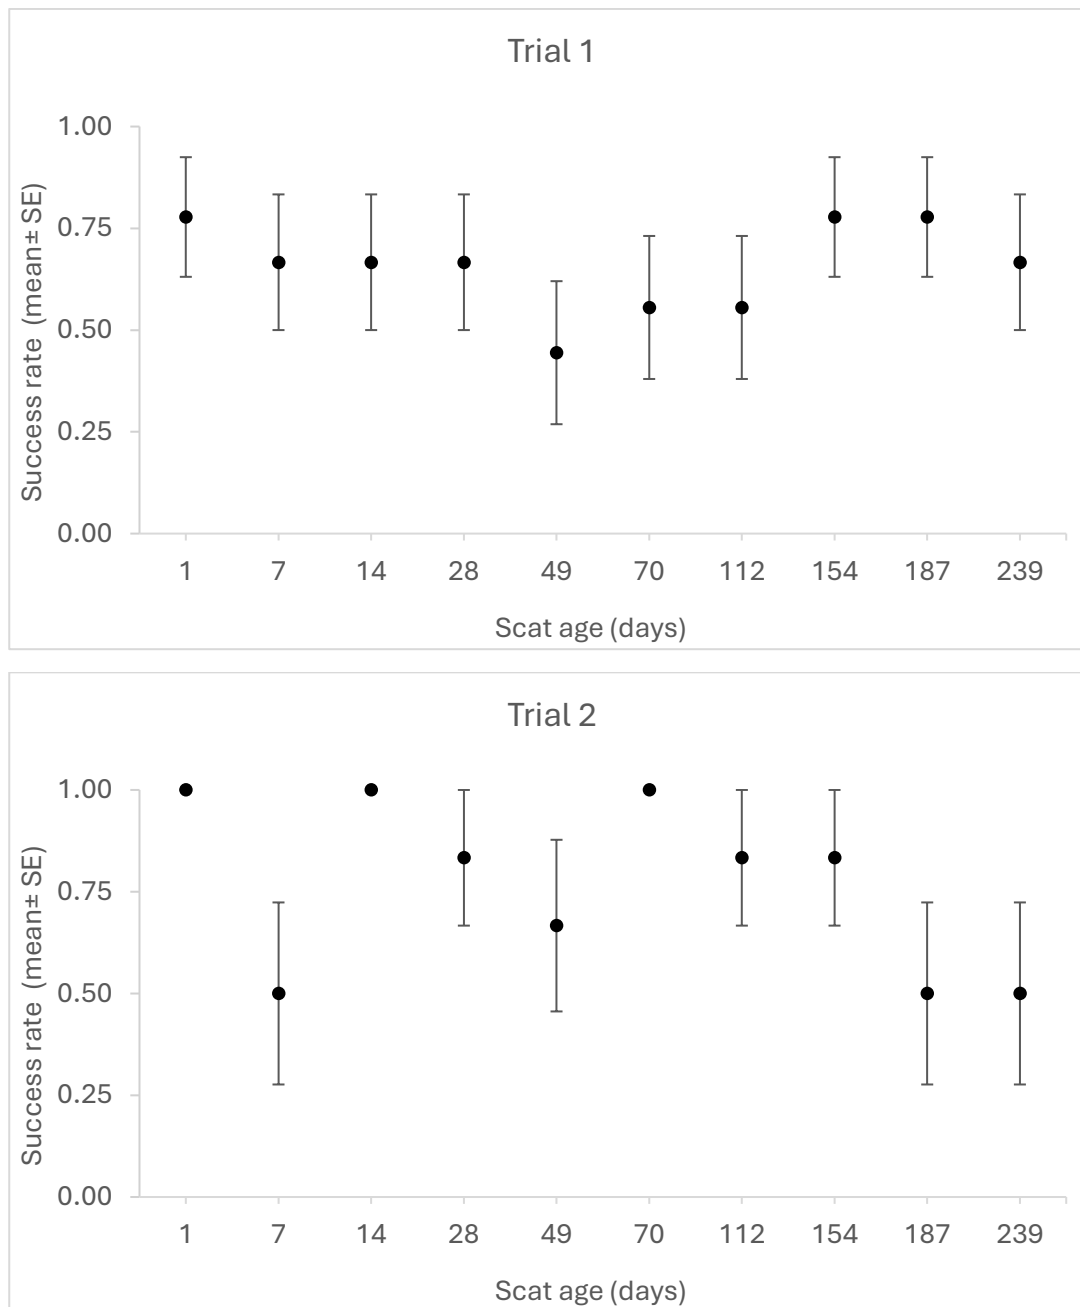 Trial 1
Success rate (mean± SE)
1.00
0.75
0.50
0.25
0.00
1 7 14 28 49 70 112 154 187 239
Scat age (days)
Trial 2
Success rate (mean± SE)
1.00
0.75
0.50
0.25
0.00
1 7 14 28 49 70 112 154 187 239
Scat age (days)